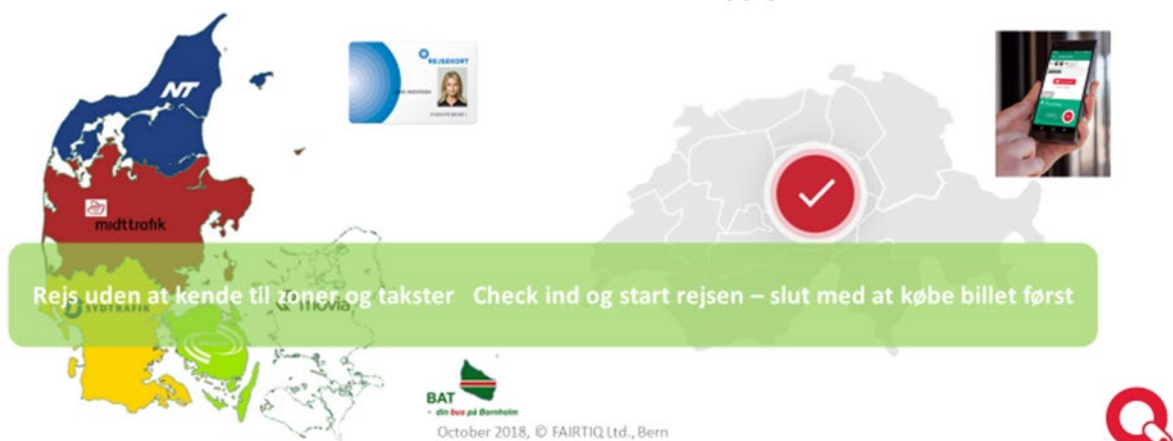 NT
REJSEKORT
midttrafik
Rejs uden at kende til zoner og takster Check ind og start rejsen – slut med at købe billet først
SYDTRAFIK
movia
BAT
- din bus på Bornholm
October 2018, © FAIRTIQ Ltd., Bern